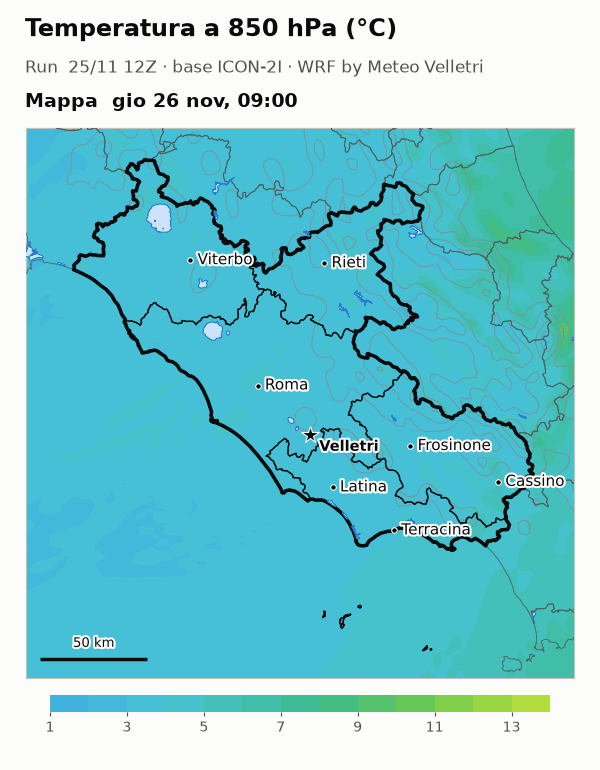 Temperatura a 850 hPa (°C)
Run  25/11 12Z · base ICON-2I · WRF by Meteo Velletri
Mappa  gio 26 nov, 09:00
Viterbo
Rieti
Roma
Velletri
Frosinone
Cassino
Latina
Terracina
50 km
1 3 5 7 9 11 13